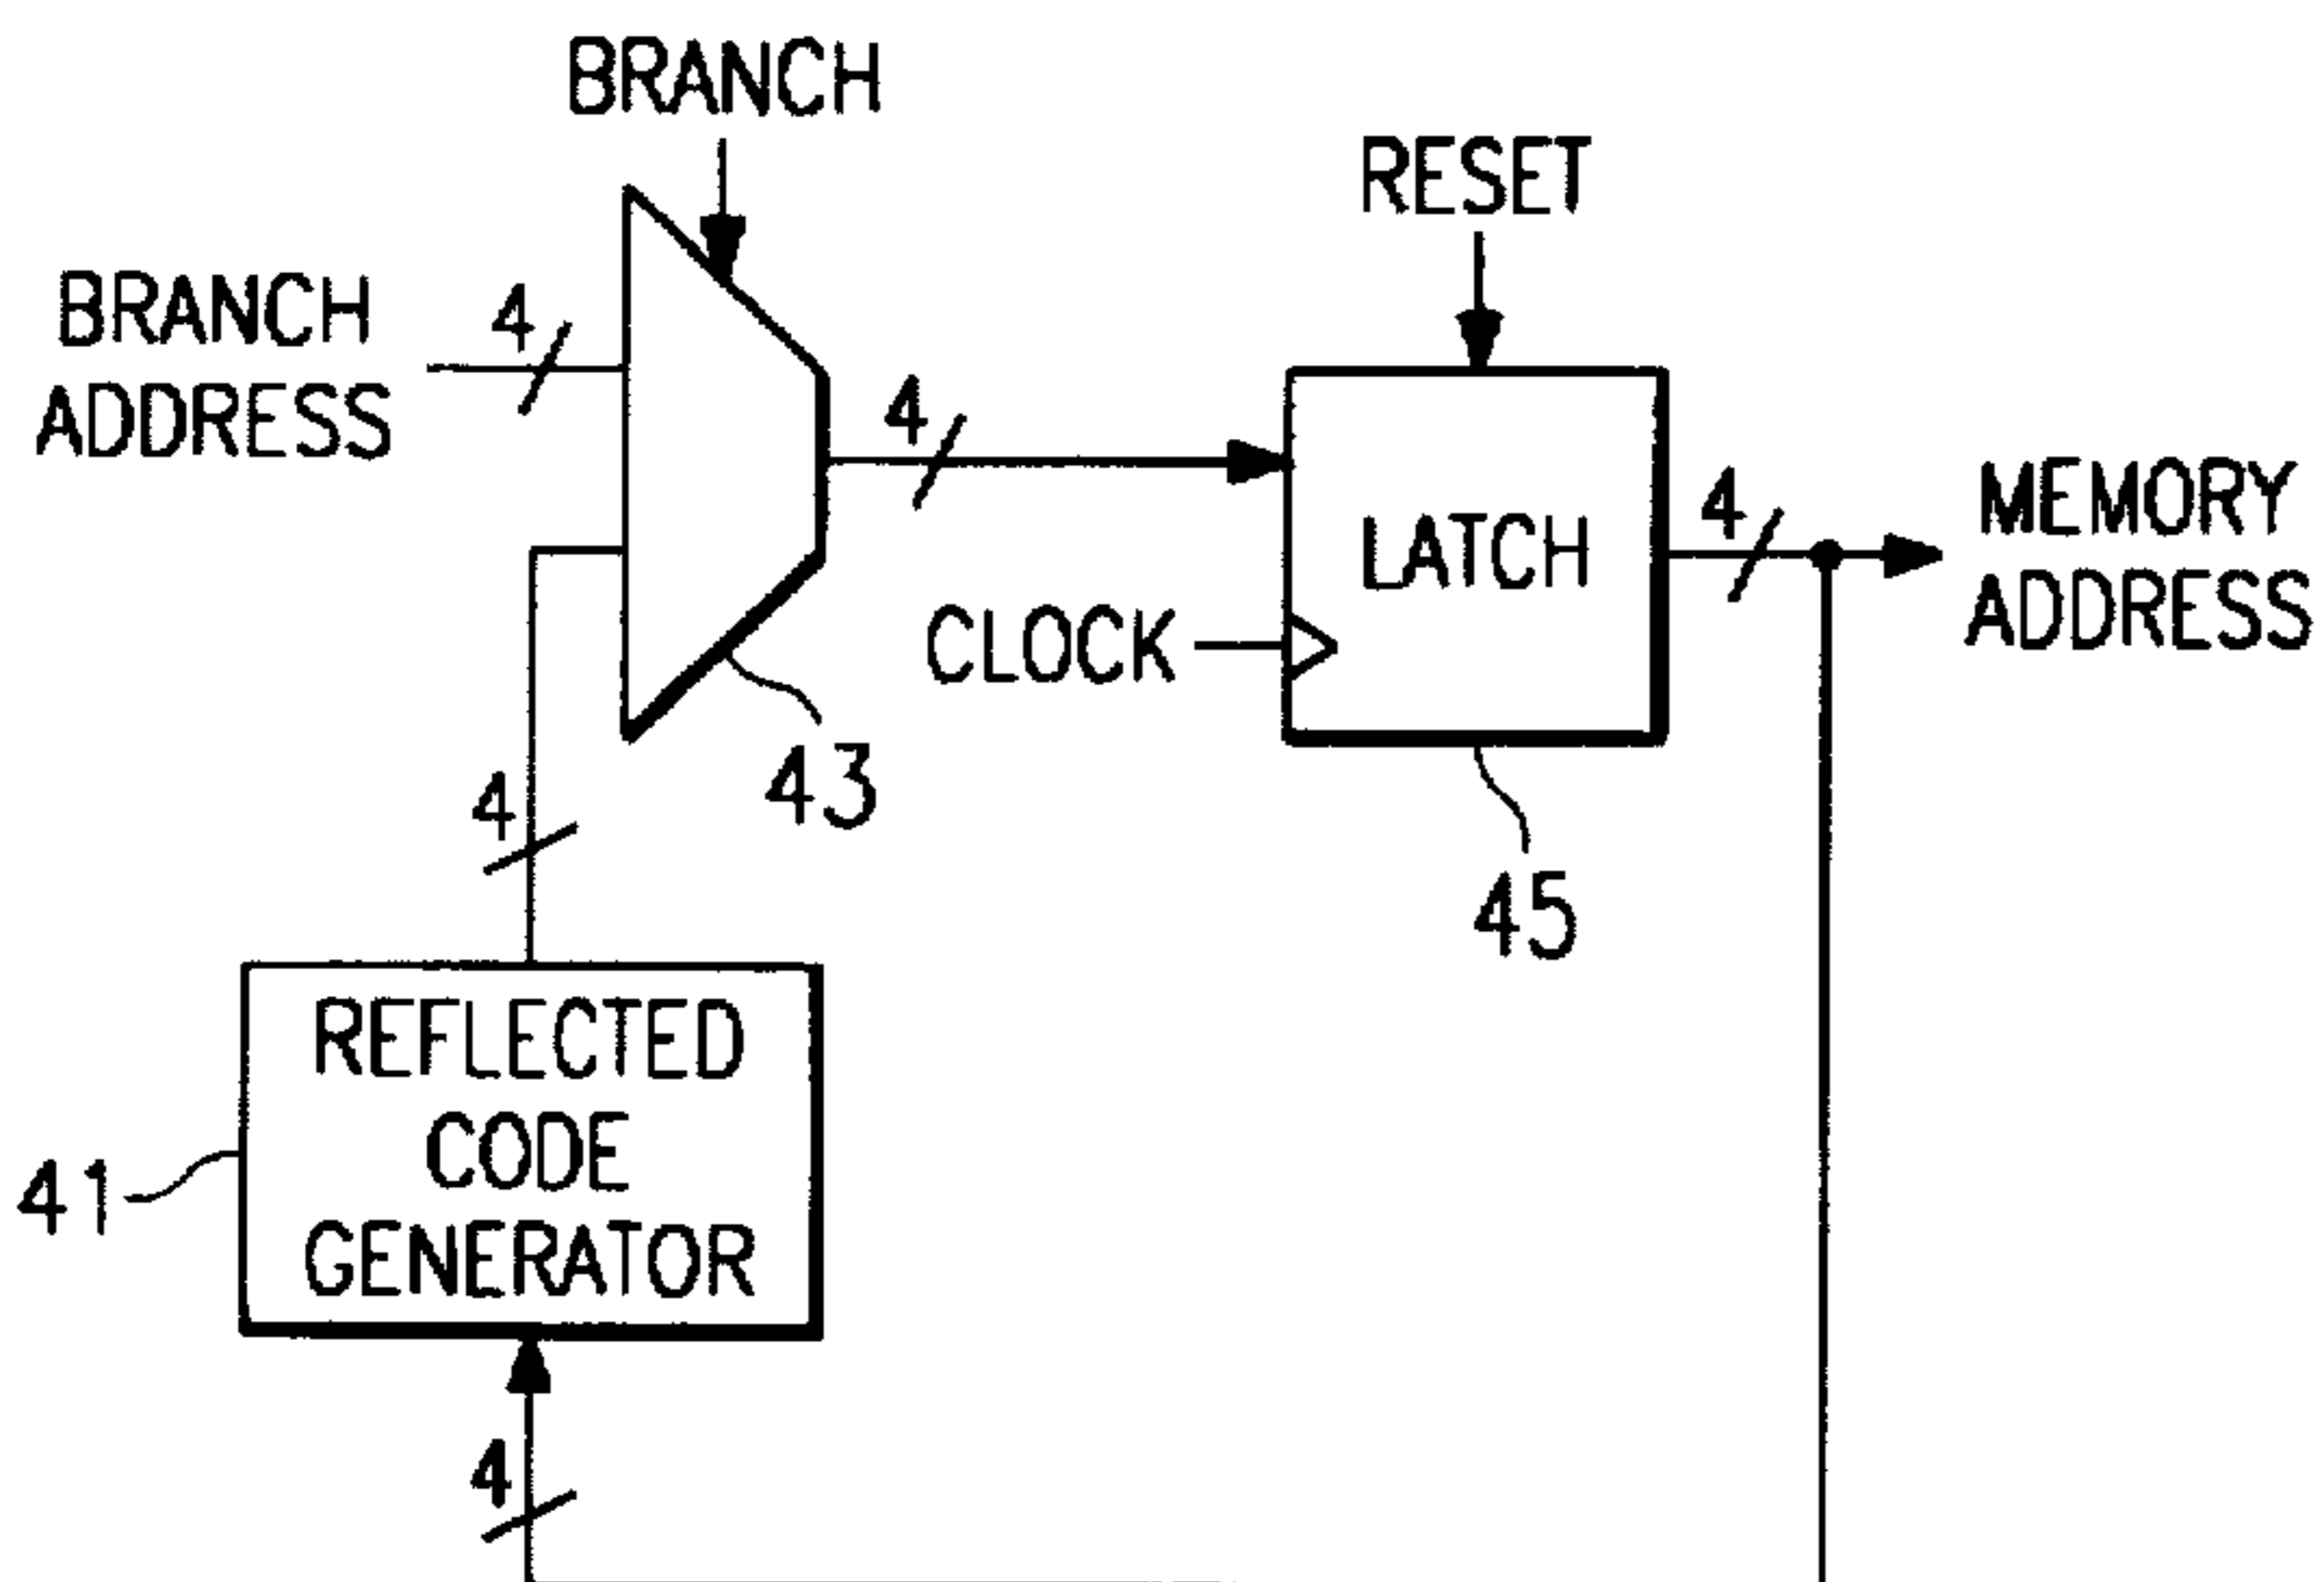 BRANCH
RESET
BRANCH
ADDRESS
4
4
4
MEMORY
ADDRESS
LATCH
CLOCK
43
4
45
REFLECTED
CODE
GENERATOR
41
4